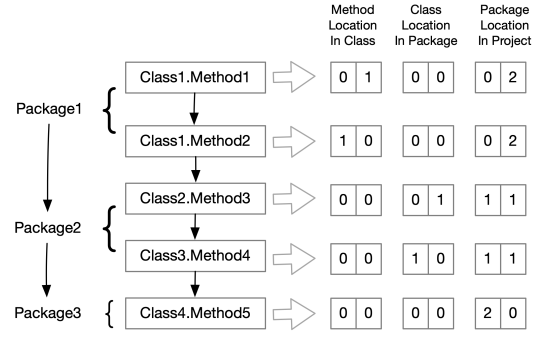 Method Location In Class
Class Location In Package
Package Location In Project
Class1.Method1 0 1 0 0 0 2
Package1
Class1.Method2 1 0 0 0 0 2
Class2.Method3 0 0 0 1 1 1
Package2
Class3.Method4 0 0 1 0 1 1
Package3 Class4.Method5 0 0 0 0 2 0